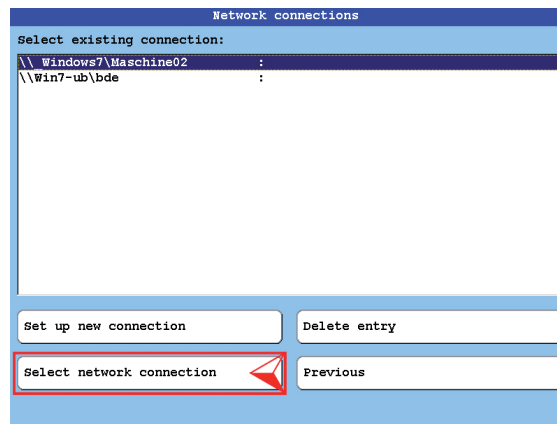 Network connections
Select existing connection:
\\_Windows7\Maschine02 :
\\Win7-ub\bde :
Set up new connection
Delete entry
Select network connection
Previous